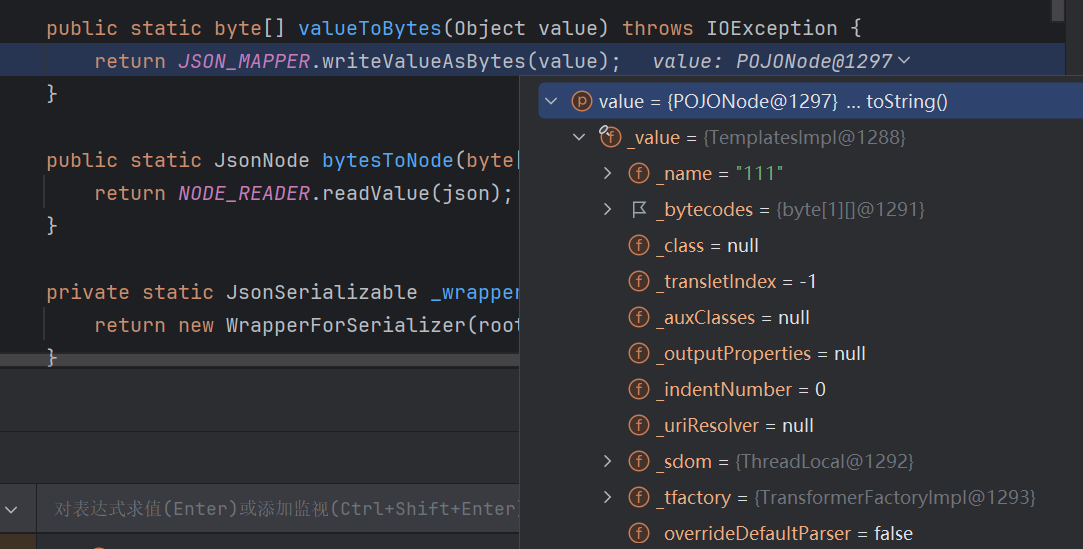 public static byte[] valueToBytes(Object value) throws IOException {
return JSON_MAPPER.writeValueAsBytes(value);   value: POJONode@1297
}
value = {POJONode@1297} ... toString()
_value = {TemplatesImpl@1288}
public static JsonNode bytesToNode(byte[
_name = "111"
return NODE_READER.readValue(json);
_bytecodes = {byte[1][]@1291}
}
_class = null
_transletIndex = -1
private static JsonSerializable _wrapper
_auxClasses = null
return new WrapperForSerializer(root
_outputProperties = null
}
_indentNumber = 0
_uriResolver = null
_sdom = {ThreadLocal@1292}
_tfactory = {TransformerFactoryImpl@1293}
对表达式求值(Enter)或添加监视(Ctrl+Shift+Enter)
_overrideDefaultParser = false